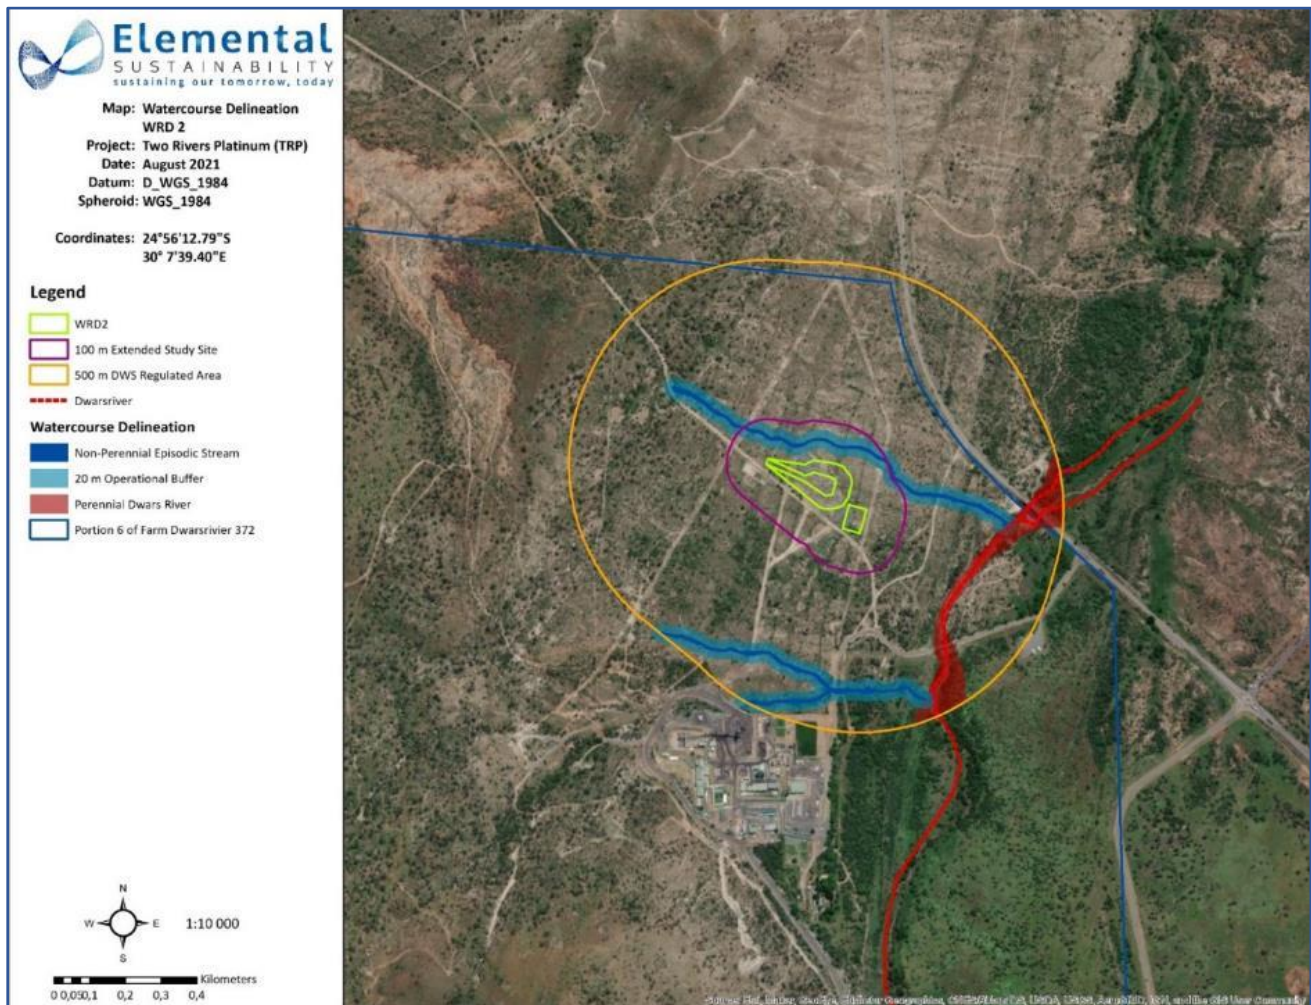 Elemental
SUSTAINABILITY
sustaining our tomorrow, today
Map: Watercourse Delineation
WRD 2
Project: Two Rivers Platinum (TRP)
Date: August 2021
Datum: D_WGS_1984
Spheroid: WGS_1984
Coordinates: 24°56'12.79"S
30° 7'39.40"E
Legend
WRD2
100 m Extended Study Site
500 m DWS Regulated Area
Dwarsriver
Watercourse Delineation
Non-Perennial Episodic Stream
20 m Operational Buffer
Perennial Dwars River
Portion 6 of Farm Dwarsrivier 372
N
W E
S
1:10 000
Kilometers
0 0,050,1 0,2 0,3 0,4